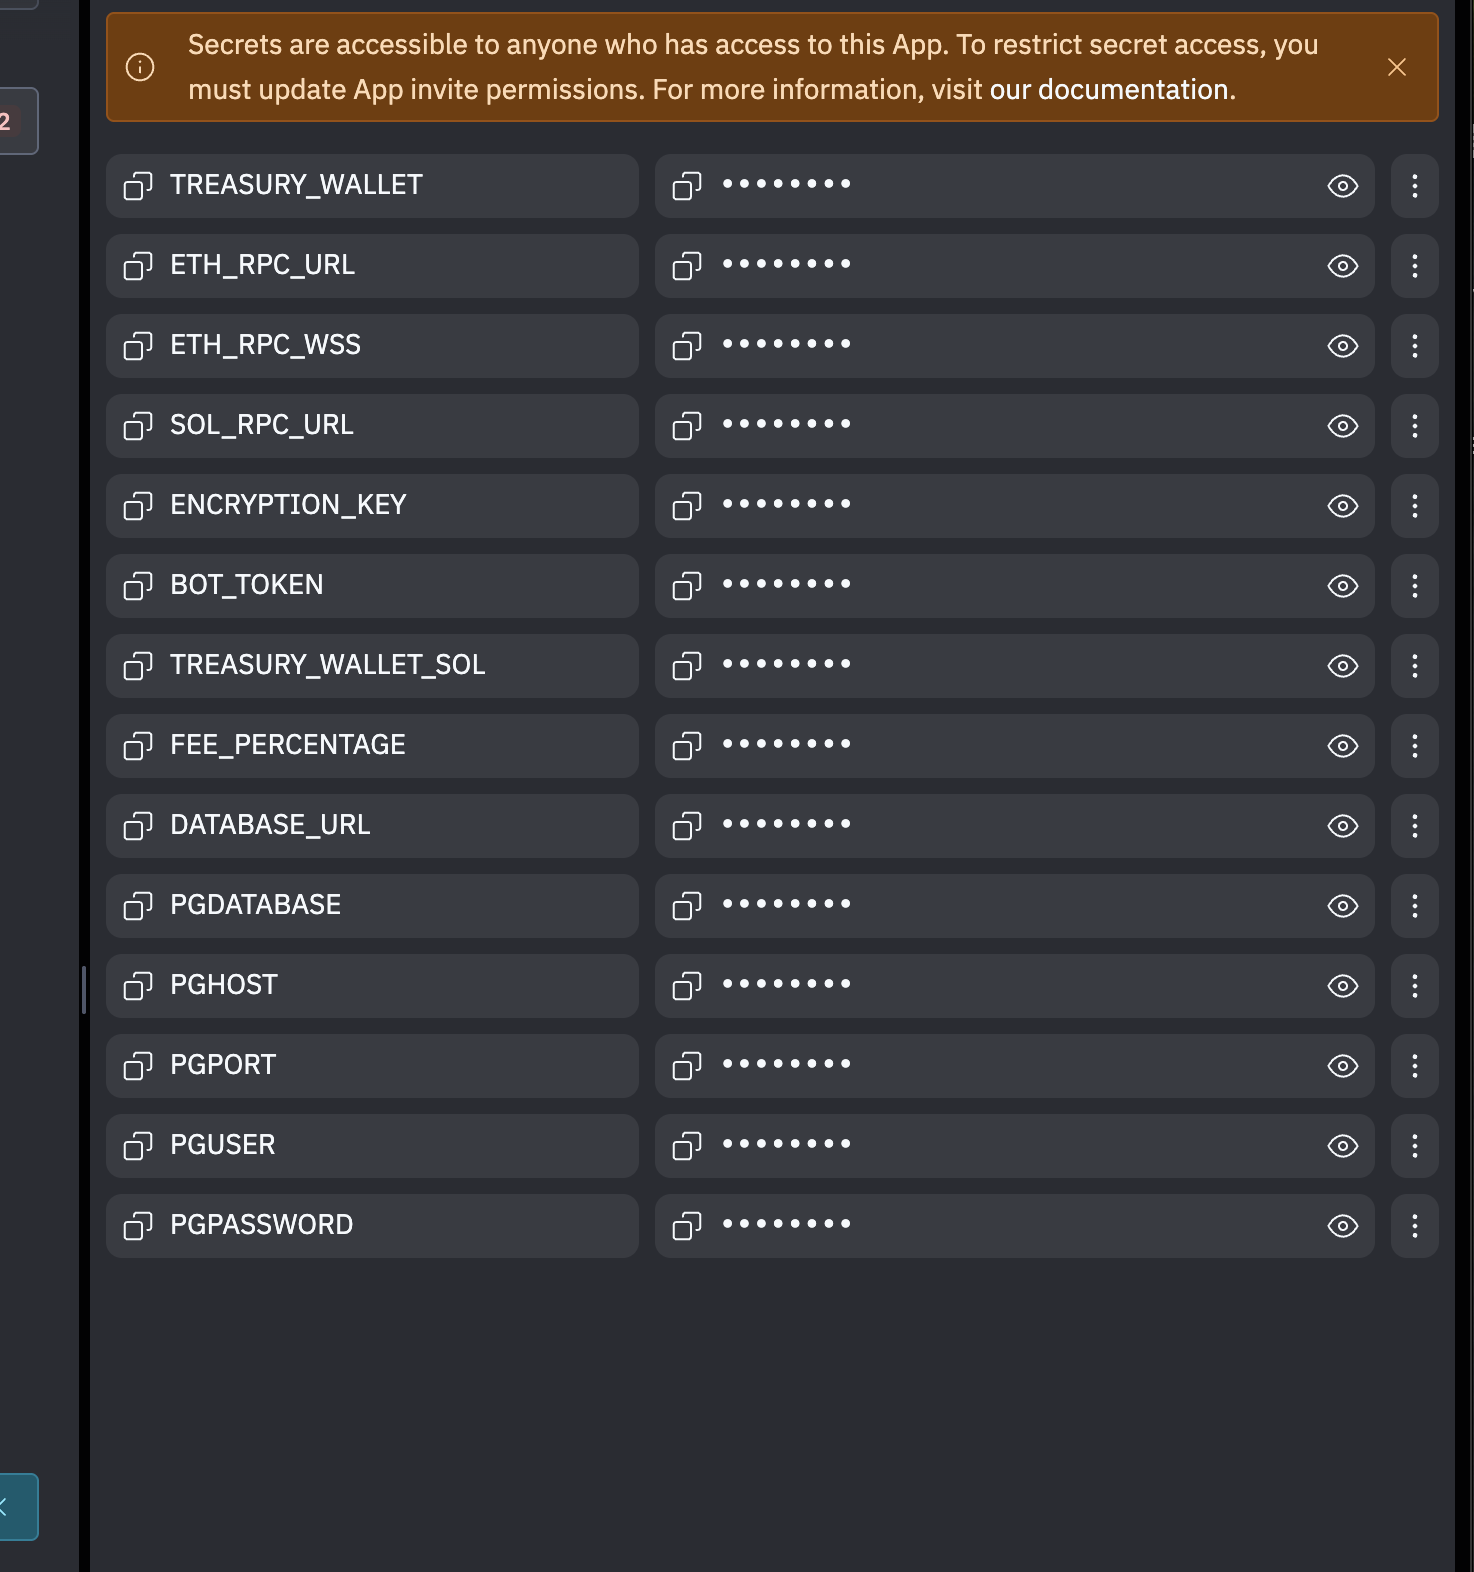 Secrets are accessible to anyone who has access to this App. To restrict secret access, you
must update App invite permissions. For more information, visit our documentation.
2
TREASURY_WALLET ••••••••
ETH_RPC_URL ••••••••
ETH_RPC_WSS ••••••••
SOL_RPC_URL ••••••••
ENCRYPTION_KEY ••••••••
BOT_TOKEN ••••••••
TREASURY_WALLET_SOL ••••••••
FEE_PERCENTAGE ••••••••
DATABASE_URL ••••••••
PGDATABASE ••••••••
PGHOST ••••••••
PGPORT ••••••••
PGUSER ••••••••
PGPASSWORD ••••••••